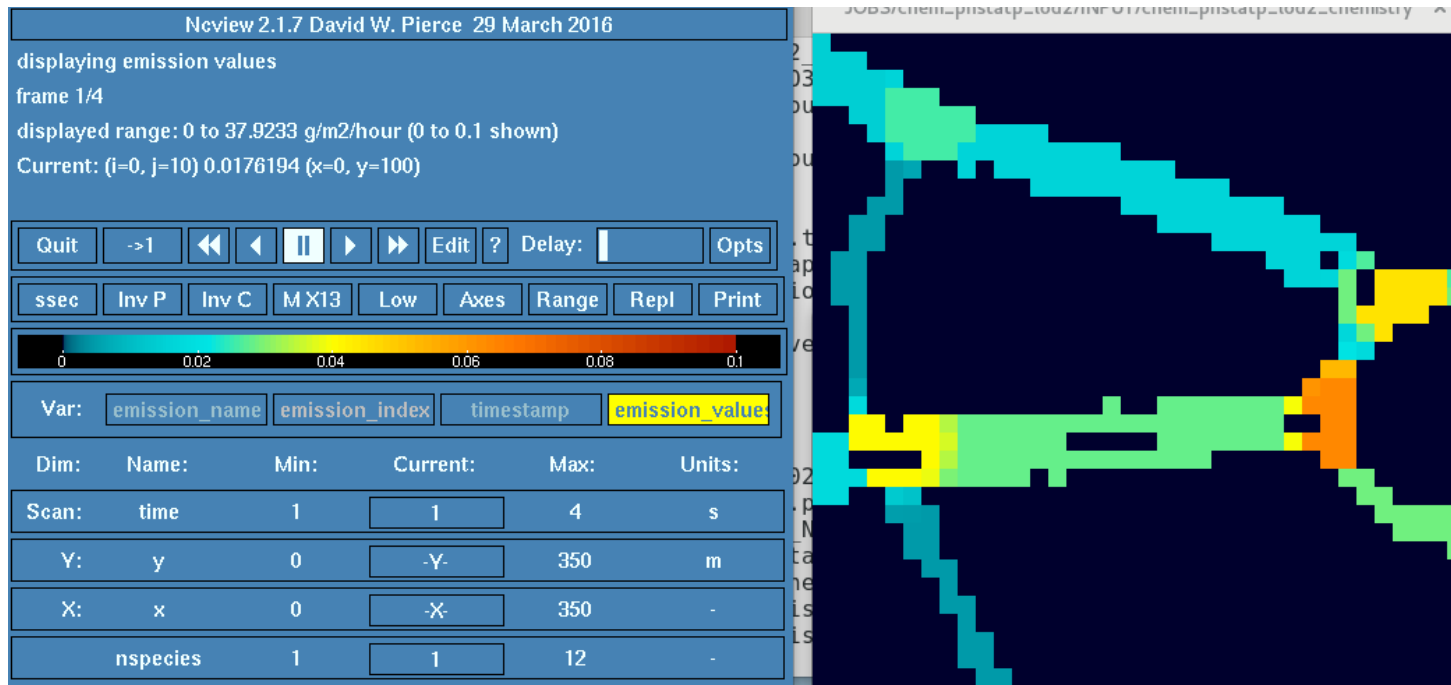 Ncview 2.1.7 David W. Pierce 29 March 2016
displaying emission values
frame 1/4
displayed range: 0 to 37.9233 g/m2/hour (0 to 0.1 shown)
Current: (i=0, j=10) 0.0176194 (x=0, y=100)
Quit ->1 Edit ? Delay: Opts
ssec Inv P Inv C M X13 Low Axes Range Repl Print
0 0.02 0.04 0.06 0.08 0.1
Var: emission_name emission_index timestamp emission_values
Dim: Name: Min: Current: Max: Units:
Scan: time 1 1 4 s
Y: y 0 -Y- 350 m
X: x 0 -X- 350 -
nspecies 1 1 12 -